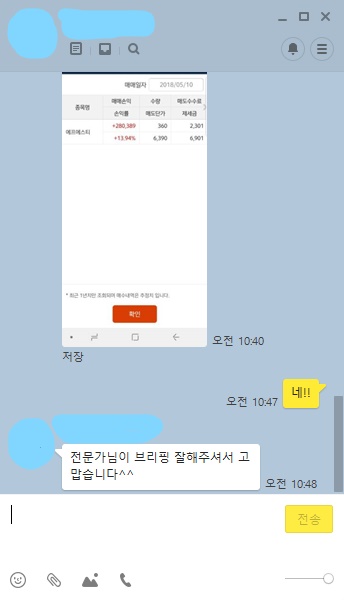 매매일자 2018/05/10
종목명 매매손익 수량 매도수수료
손익률 매도단가 제세금
에프에스티 +280,389 360 2,301
+13.94% 6,390 6,901
* 최근 1년치만 조회되며 매수내역은 추정치 입니다.
확인
오전 10:40
저장
네!!
오전 10:47
전문가님이 브리핑 잘해주셔서 고
맙습니다^^
오전 10:48
전송